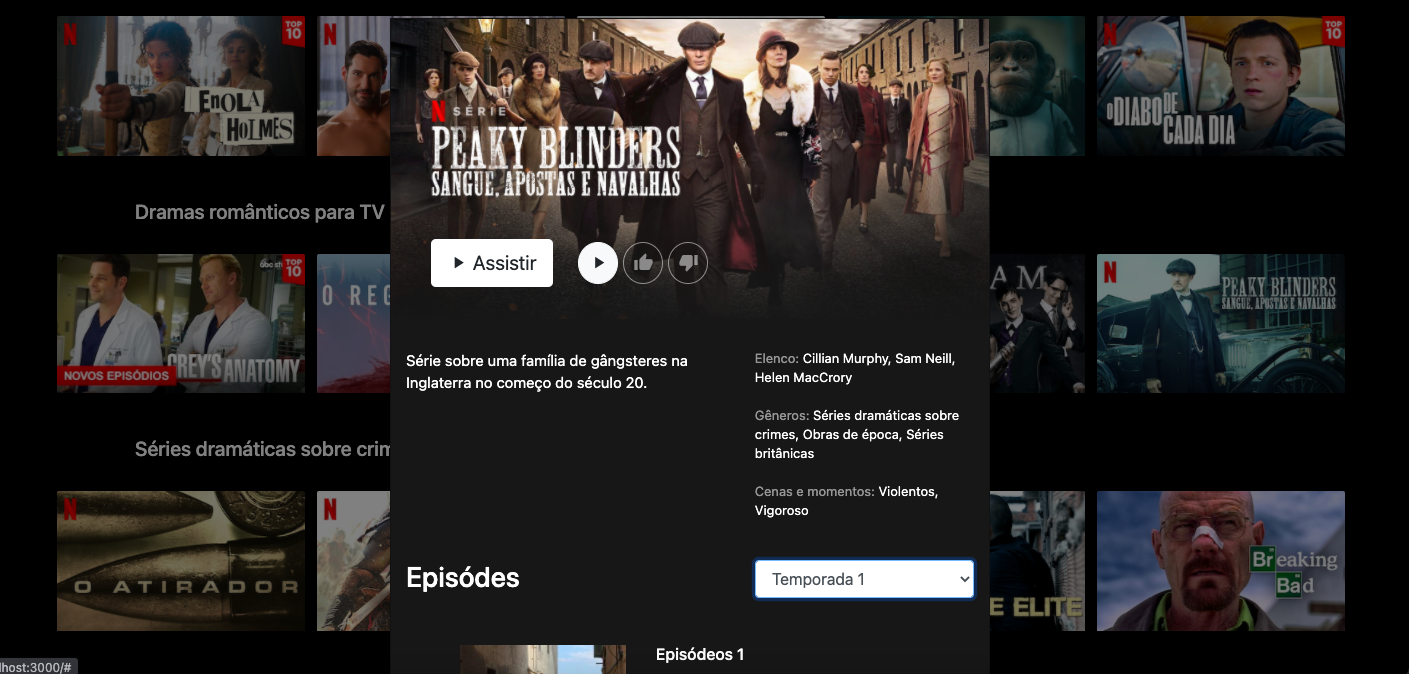 N
TOP
10
ENOLA
HOLMES
N
N SÉRIE
PEAKY BLINDERS
SANGUE, APOSTAS E NAVALHAS
N
TOP
10
O DIABO DE
CADA DIA
Assistir
Dramas românticos para TV
abc
TOP
10
GREY'S ANATOMY
NOVOS EPISÓDIOS
O REG
AM
N
PEAKY BLINDERS
SANGUE, APOSTAS E NAVALHAS
Série sobre uma família de gângsteres na
Inglaterra no começo do século 20.
Elenco: Cillian Murphy, Sam Neill,
Helen MacCrory
Gêneros: Séries dramáticas sobre
crimes, Obras de época, Séries
britânicas
Cenas e momentos: Violentos,
Vigoroso
Séries dramáticas sobre crim
N
O ATIRADOR
N
E ELITE
Breaking
Bad
Episódes
Temporada 1
Episódeos 1
lhost:3000/#